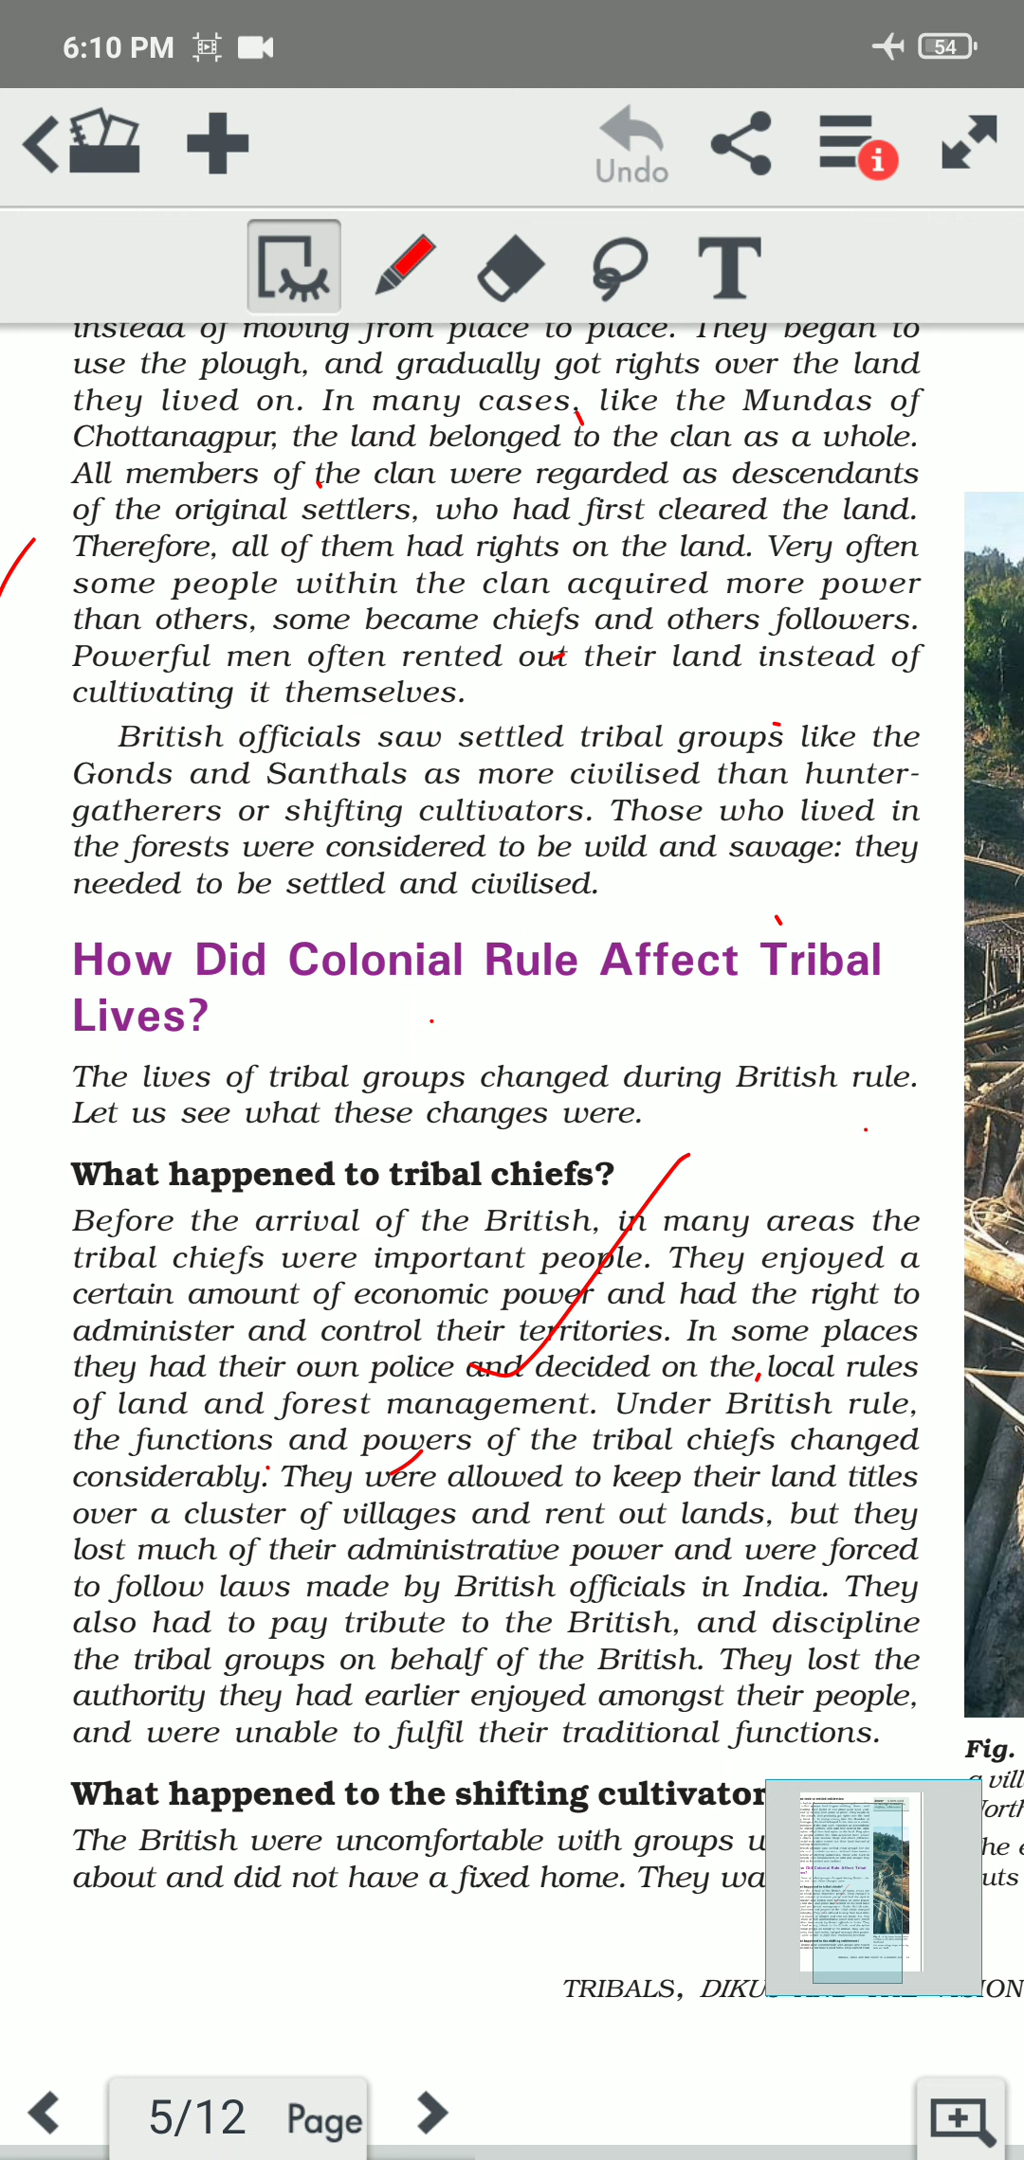 6:10 PM
54
Undo
T
instead of moving from place to place. They began to
use the plough, and gradually got rights over the land
they lived on. In many cases, like the Mundas of
Chottanagpur, the land belonged to the clan as a whole.
All members of the clan were regarded as descendants
of the original settlers, who had first cleared the land.
Therefore, all of them had rights on the land. Very often
some people within the clan acquired more power
than others, some became chiefs and others followers.
Powerful men often rented out their land instead of
cultivating it themselves.
British officials saw settled tribal groups like the
Gonds and Santhals as more civilised than hunter-
gatherers or shifting cultivators. Those who lived in
the forests were considered to be wild and savage: they
needed to be settled and civilised.
How Did Colonial Rule Affect Tribal
Lives?
The lives of tribal groups changed during British rule.
Let us see what these changes were.
What happened to tribal chiefs?
Before the arrival of the British, in many areas the
tribal chiefs were important people. They enjoyed a
certain amount of economic power and had the right to
administer and control their territories. In some places
they had their own police and decided on the local rules
of land and forest management. Under British rule,
the functions and powers of the tribal chiefs changed
considerably. They were allowed to keep their land titles
over a cluster of villages and rent out lands, but they
lost much of their administrative power and were forced
to follow laws made by British officials in India. They
also had to pay tribute to the British, and discipline
the tribal groups on behalf of the British. They lost the
authority they had earlier enjoyed amongst their people,
and were unable to fulfil their traditional functions.
Fig.
a vill
What happened to the shifting cultivator
The British were uncomfortable with groups
about and did not have a fixed home. They wa
uts
TRIBALS, DIKU
5/12 Page